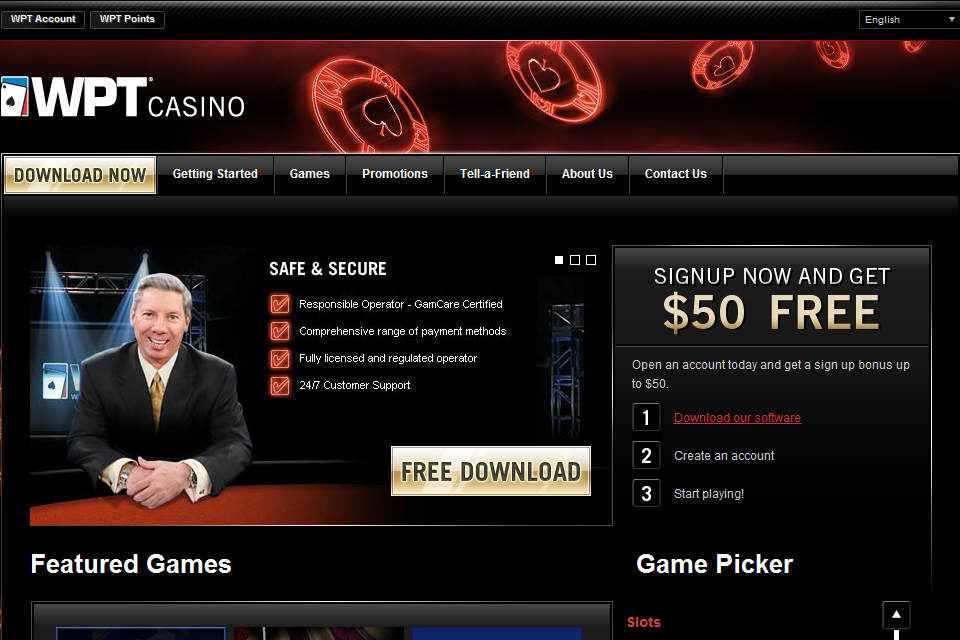 WPT Account
WPT Points
English
WPT CASINO
DOWNLOAD NOW
Getting Started
Games
Promotions
Tell-a-Friend
About Us
Contact Us
SAFE & SECURE
Responsible Operator - GamCare Certified
Comprehensive range of payment methods
Fully licensed and regulated operator
24/7 Customer Support
FREE DOWNLOAD
SIGNUP NOW AND GET
$50 FREE
Open an account today and get a sign up bonus up
to $50.
1 Download our software
2 Create an account
3 Start playing!
Featured Games
Game Picker
Slots